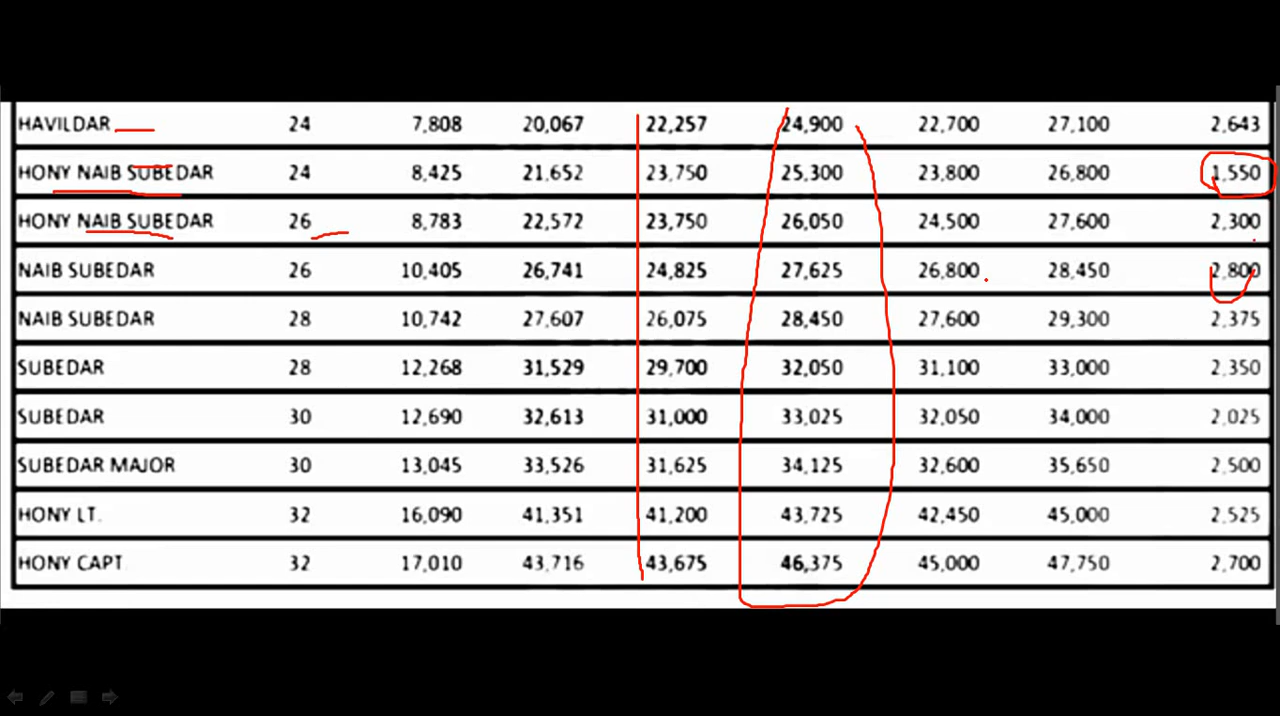 HAVILDAR 24 7,808 20,067 22,257 24,900 22,700 27,100 2,643
HONY NAIB SUBEDAR 24 8,425 21,652 23,750 25,300 23,800 26,800 1,550
HONY NAIB SUBEDAR 26 8,783 22,572 23,750 26,050 24,500 27,600 2,300
NAIB SUBEDAR 26 10,405 26,741 24,825 27,625 26,800 28,450 2,800
NAIB SUBEDAR 28 10,742 27,607 26,075 28,450 27,600 29,300 2,375
SUBEDAR 28 12,268 31,529 29,700 32,050 31,100 33,000 2,350
SUBEDAR 30 12,690 32,613 31,000 33,025 32,050 34,000 2,025
SUBEDAR MAJOR 30 13,045 33,526 31,625 34,125 32,600 35,650 2,500
HONY LT. 32 16,090 41,351 41,200 43,725 42,450 45,000 2,525
HONY CAPT 32 17,010 43,716 43,675 46,375 45,000 47,750 2,700